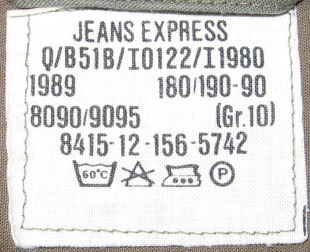 JEANS EXPRESS
Q/B51B/I0122/I1980
1989 180/190-90
8090/9095 (Gr.10)
8415-12-156-5742
60°C P